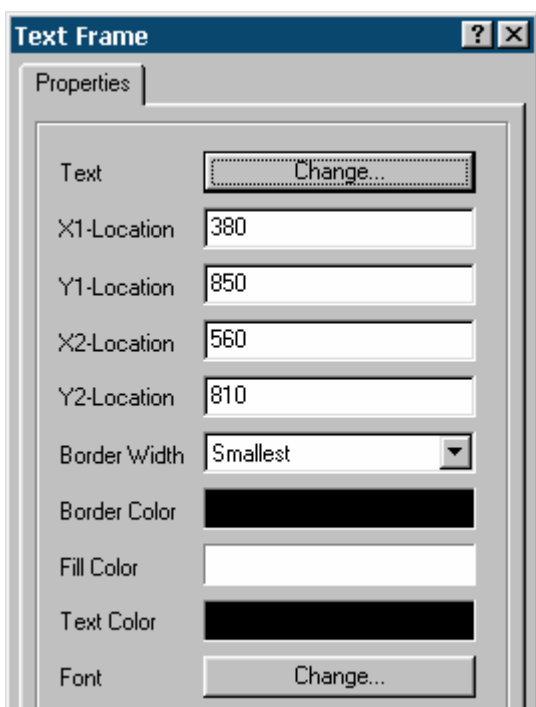 Text Frame ? X
Properties
Text Change...
X1-Location 380
Y1-Location 850
X2-Location 560
Y2-Location 810
Border Width Smallest
Border Color
Fill Color
Text Color
Font Change...